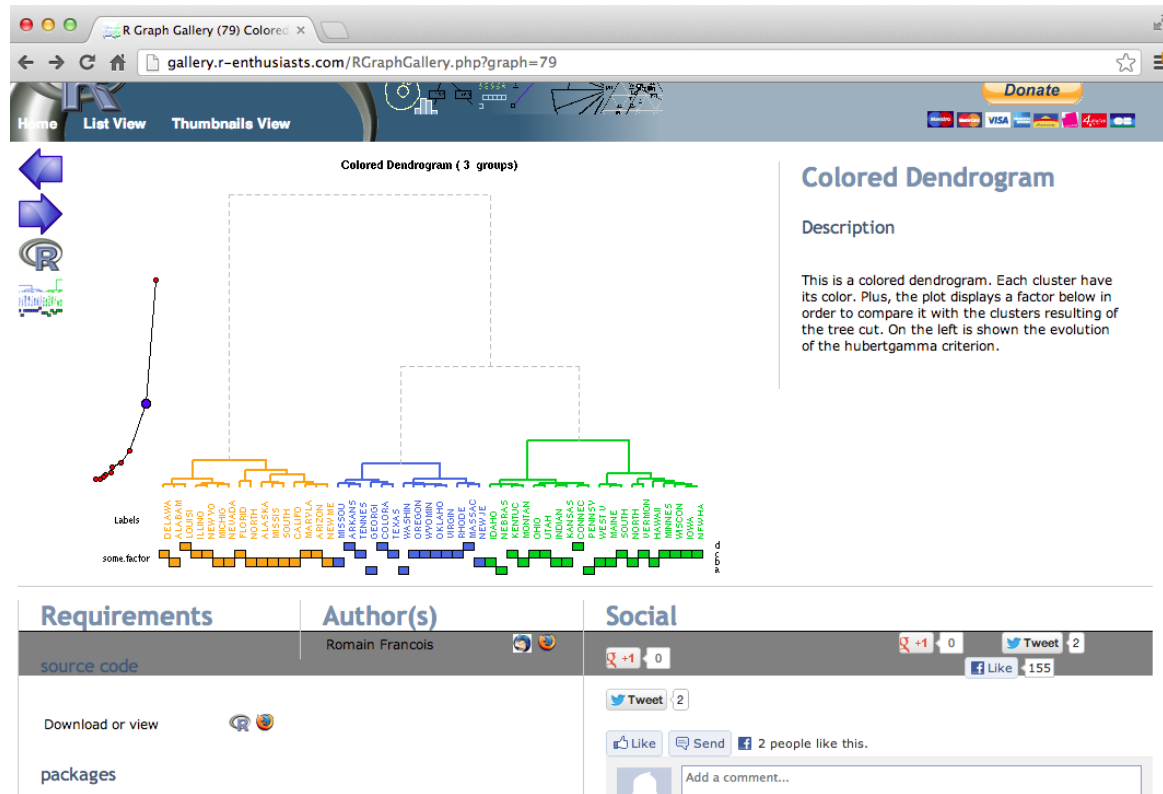 R Graph Gallery (79) Colored
gallery.r-enthusiasts.com/RGraphGallery.php?graph=79
R
Donate
Home List View Thumbnails View
VISA
Colored Dendrogram ( 3 groups)
Colored Dendrogram
Description
This is a colored dendrogram. Each cluster have
its color. Plus, the plot displays a factor below in
order to compare it with the clusters resulting of
the tree cut. On the left is shown the evolution
of the hubertgamma criterion.
R
Labels
DELAWA
ALABAM
LOUISI
ILLINO
NEW YO
MICHIG
NEVADA
FLORID
NORTH
ALASKA
MISSIS
SOUTH
CALIFO
MARYLA
ARIZON
NEW ME
MISSOU
ARKANS
TENNES
GEORGI
COLORA
TEXAS
WASHIN
OREGON
WYOMIN
OKLAHO
VIRGIN
RHODE
MASSAC
NEW JE
IDAHO
NEBRAS
KENTUC
MONTAN
OHIO
UTAH
INDIAN
KANSAS
CONNEC
PENNSY
WEST V
MAINE
SOUTH
NORTH
VERMON
HAWAII
MINNES
WISCON
IOWA
NEW HA
some.factor
d
c
b
a
Requirements
Author(s)
Social
Romain Francois
source code
+1 0
+1 0
Tweet 2
Like 155
Tweet 2
Download or view
Like Send 2 people like this.
packages
Add a comment...